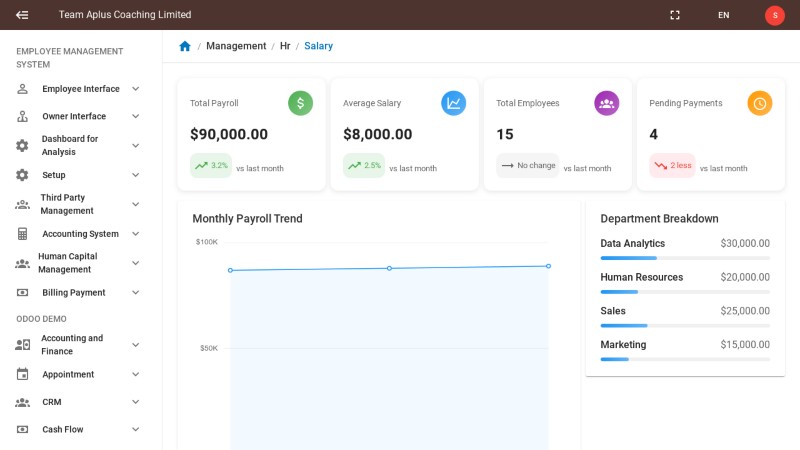 Team Aplus Coaching Limited
EN
S
EMPLOYEE MANAGEMENT
SYSTEM
Employee Interface
Owner Interface
Dashboard for
Analysis
Setup
Third Party
Management
Accounting System
Human Capital
Management
Billing Payment
ODOO DEMO
Accounting and
Finance
Appointment
CRM
Cash Flow
/ Management / Hr / Salary
Total Payroll
$
$90,000.00
3.2% vs last month
Average Salary
$8,000.00
2.5% vs last month
Total Employees
15
No change vs last month
Pending Payments
4
2 less vs last month
Monthly Payroll Trend
$100K
$50K
Department Breakdown
Data Analytics $30,000.00
Human Resources $20,000.00
Sales $25,000.00
Marketing $15,000.00